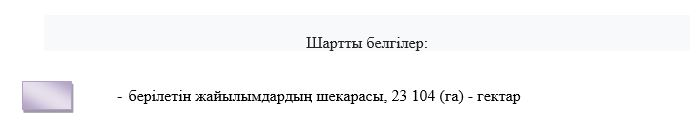 Шартты белгілер:
- берілетін жайылымдардың шекарасы, 23 104 (га) - гектар